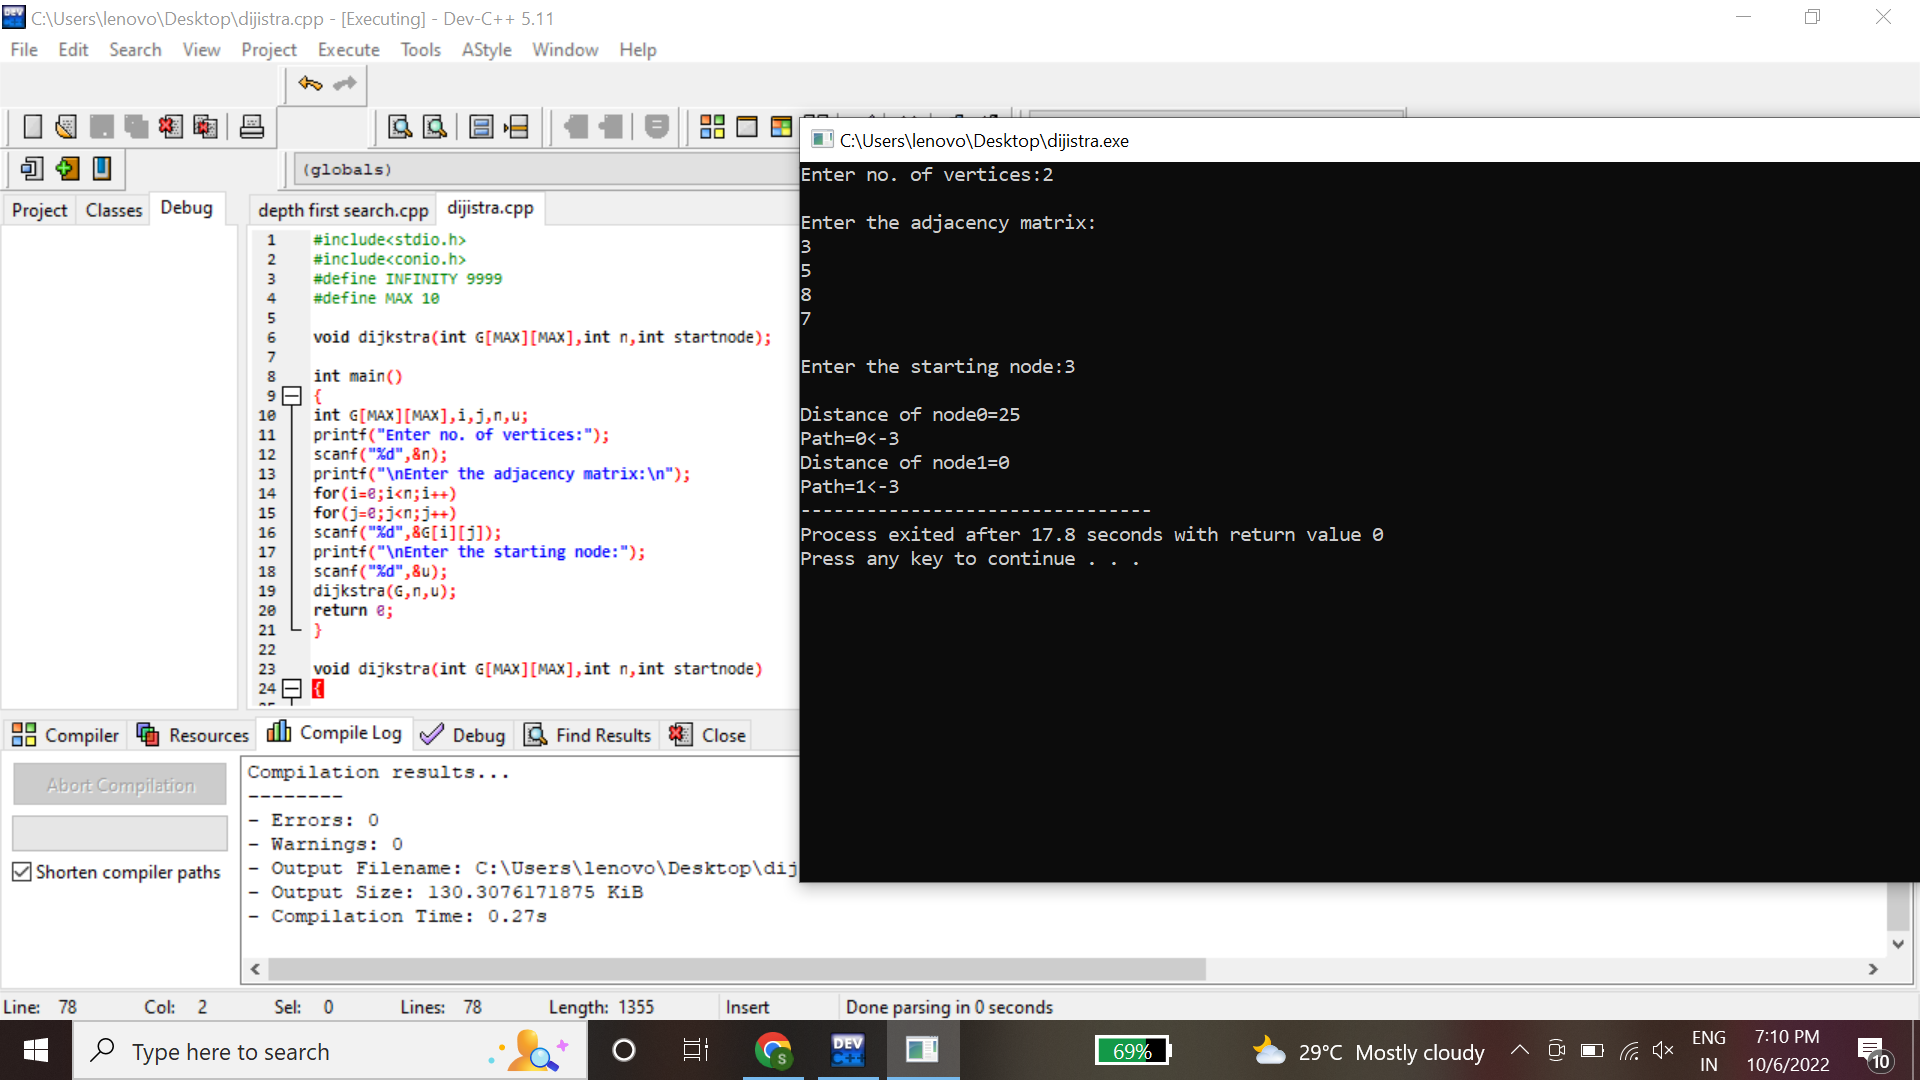 C:\Users\lenovo\Desktop\dijistra.cpp - [Executing] - Dev-C++ 5.11
File Edit Search View Project Execute Tools AStyle Window Help
(globals)
Project Classes Debug
depth first search.cpp dijistra.cpp
1 #include<stdio.h>
2 #include<conio.h>
3 #define INFINITY 9999
4 #define MAX 10
5
6 void dijkstra(int G[MAX][MAX],int n,int startnode);
7
8 int main()
9 {
10 int G[MAX][MAX],i,j,n,u;
11 printf("Enter no. of vertices:");
12 scanf("%d",&n);
13 printf("\nEnter the adjacency matrix:\n");
14 for(i=0;i<n;i++)
15 for(j=0;j<n;j++)
16 scanf("%d",&G[i][j]);
17 printf("\nEnter the starting node:");
18 scanf("%d",&u);
19 dijkstra(G,n,u);
20 return 0;
21 }
22
23 void dijkstra(int G[MAX][MAX],int n,int startnode)
24 {
C:\Users\lenovo\Desktop\dijistra.exe
Enter no. of vertices:2
Enter the adjacency matrix:
3
5
8
7
Enter the starting node:3
Distance of node0=25
Path=0<-3
Distance of node1=0
Path=1<-3
--------------------------------
Process exited after 17.8 seconds with return value 0
Press any key to continue . . .
Compiler Resources Compile Log Debug Find Results Close
Abort Compilation
Shorten compiler paths
Compilation results...
--------
- Errors: 0
- Warnings: 0
- Output Filename: C:\Users\lenovo\Desktop\dij
- Output Size: 130.3076171875 KiB
- Compilation Time: 0.27s
Line: 78 Col: 2 Sel: 0 Lines: 78 Length: 1355 Insert Done parsing in 0 seconds
Type here to search
S
DEV C++
69%
29°C Mostly cloudy
ENG
IN
7:10 PM
10/6/2022
10